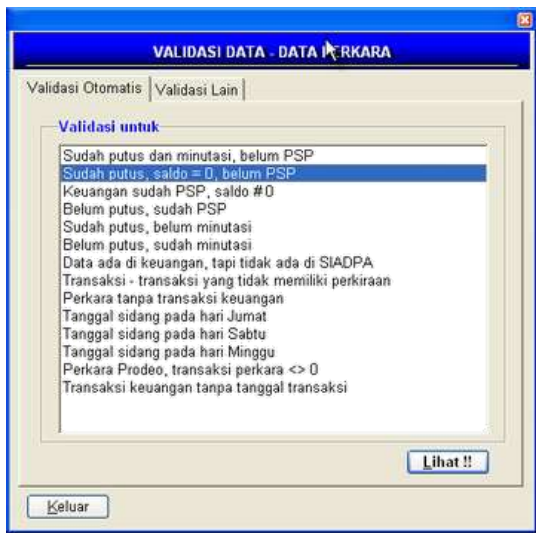 VALIDASI DATA - DATA PERKARA
Validasi Otomatis
Validasi Lain
Validasi untuk
Sudah putus dan minutasi, belum PSP
Sudah putus, saldo = 0, belum PSP
Keuangan sudah PSP, saldo #0
Belum putus, sudah PSP
Sudah putus, belum minutasi
Belum putus, sudah minutasi
Data ada di keuangan, tapi tidak ada di SIADPA
Transaksi - transaksi yang tidak memiliki perkiraan
Perkara tanpa transaksi keuangan
Tanggal sidang pada hari Jumat
Tanggal sidang pada hari Sabtu
Tanggal sidang pada hari Minggu
Perkara Prodeo, transaksi perkara <> 0
Transaksi keuangan tanpa tanggal transaksi
Lihat !!
Keluar